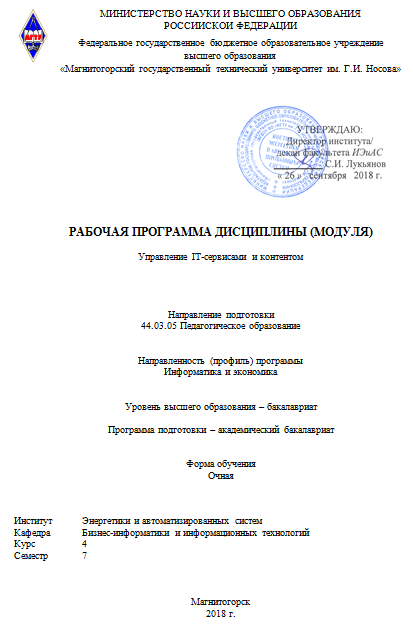 МИНИСТЕРСТВО НАУКИ И ВЫСШЕГО ОБРАЗОВАНИЯ
РОССИЙСКОЙ ФЕДЕРАЦИИ
Федеральное государственное бюджетное образовательное учреждение
высшего образования
«Магнитогорский государственный технический университет им. Г.И. Носова»
УТВЕРЖДАЮ:
Директор института/
декан факультета ИЭиАС
С.И. Лукьянов
« 26 » сентября 2018 г.
РАБОЧАЯ ПРОГРАММА ДИСЦИПЛИНЫ (МОДУЛЯ)
Управление IT-сервисами и контентом
Направление подготовки
44.03.05 Педагогическое образование
Направленность (профиль) программы
Информатика и экономика
Уровень высшего образования – бакалавриат
Программа подготовки – академический бакалавриат
Форма обучения
Очная
Институт Энергетики и автоматизированных систем
Кафедра Бизнес-информатики и информационных технологий
Курс 4
Семестр 7
Магнитогорск
2018 г.